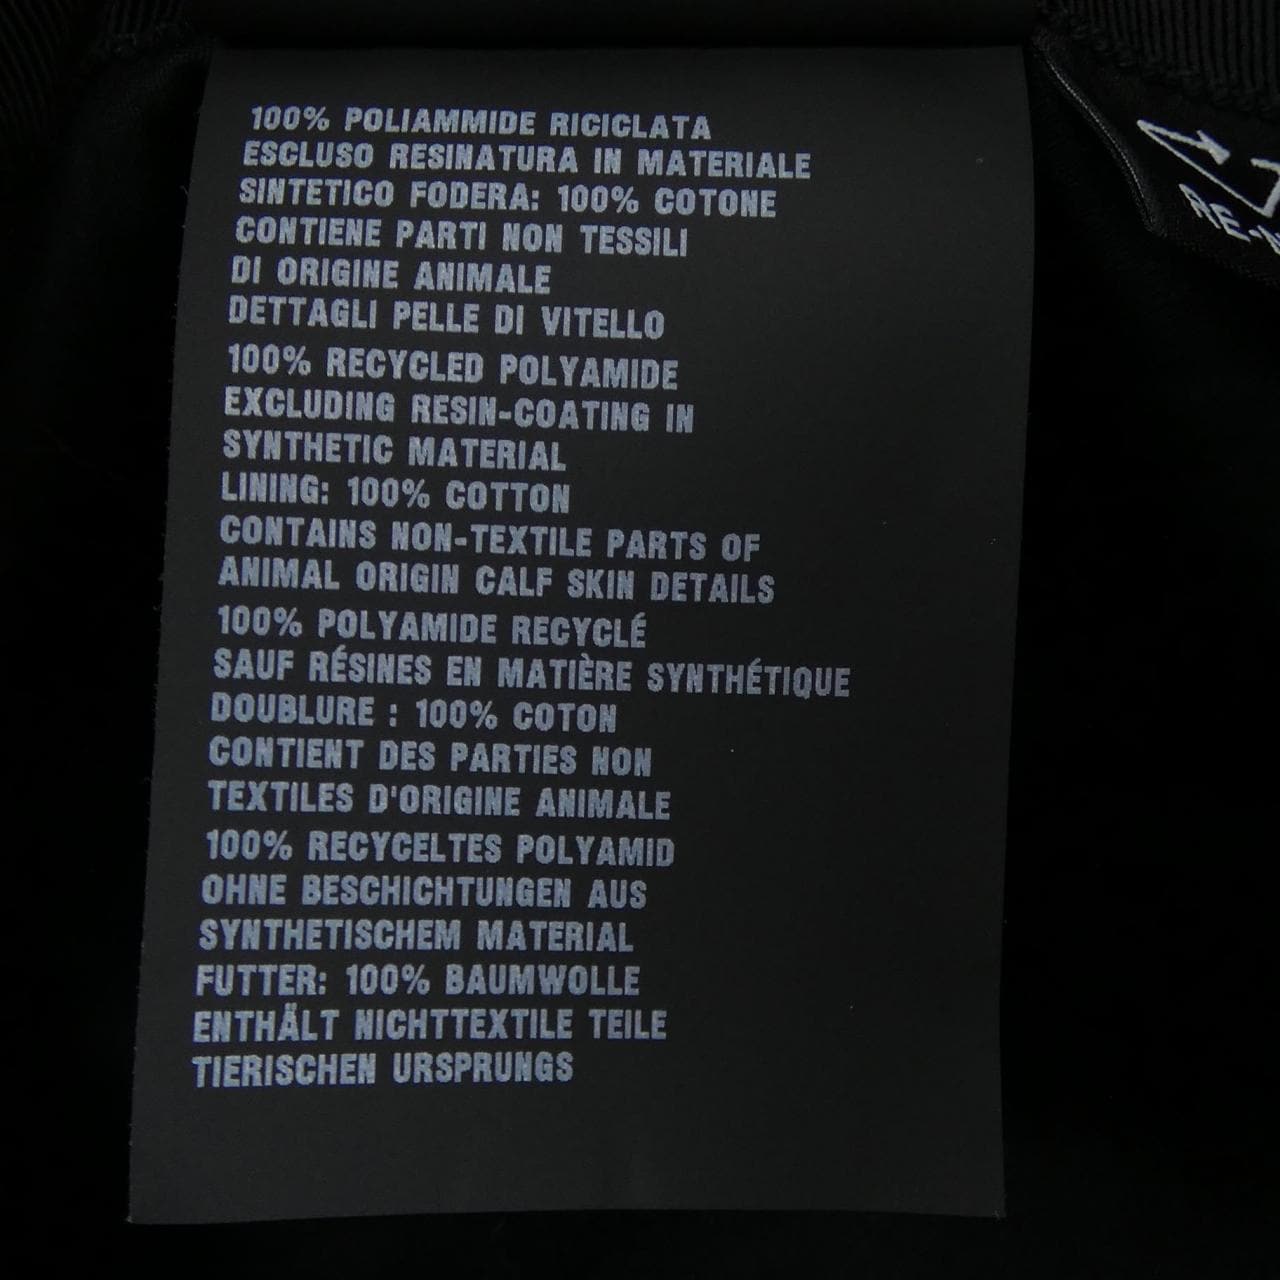 100% POLIAMMIDE RICICLATA
ESCLUSO RESINATURA IN MATERIALE
SINTETICO FODERA: 100% COTONE
CONTIENE PARTI NON TESSILI
DI ORIGINE ANIMALE
DETTAGLI PELLE DI VITELLO
100% RECYCLED POLYAMIDE
EXCLUDING RESIN-COATING IN
SYNTHETIC MATERIAL
LINING: 100% COTTON
CONTAINS NON-TEXTILE PARTS OF
ANIMAL ORIGIN CALF SKIN DETAILS
100% POLYAMIDE RECYCLÉ
SAUF RÉSINES EN MATIÈRE SYNTHÉTIQUE
DOUBLURE : 100% COTON
CONTIENT DES PARTIES NON
TEXTILES D'ORIGINE ANIMALE
100% RECYCELTES POLYAMID
OHNE BESCHICHTUNGEN AUS
SYNTHETISCHEM MATERIAL
FUTTER: 100% BAUMWOLLE
ENTHÄLT NICHTTEXTILE TEILE
TIERISCHEN URSPRUNGS
RE-